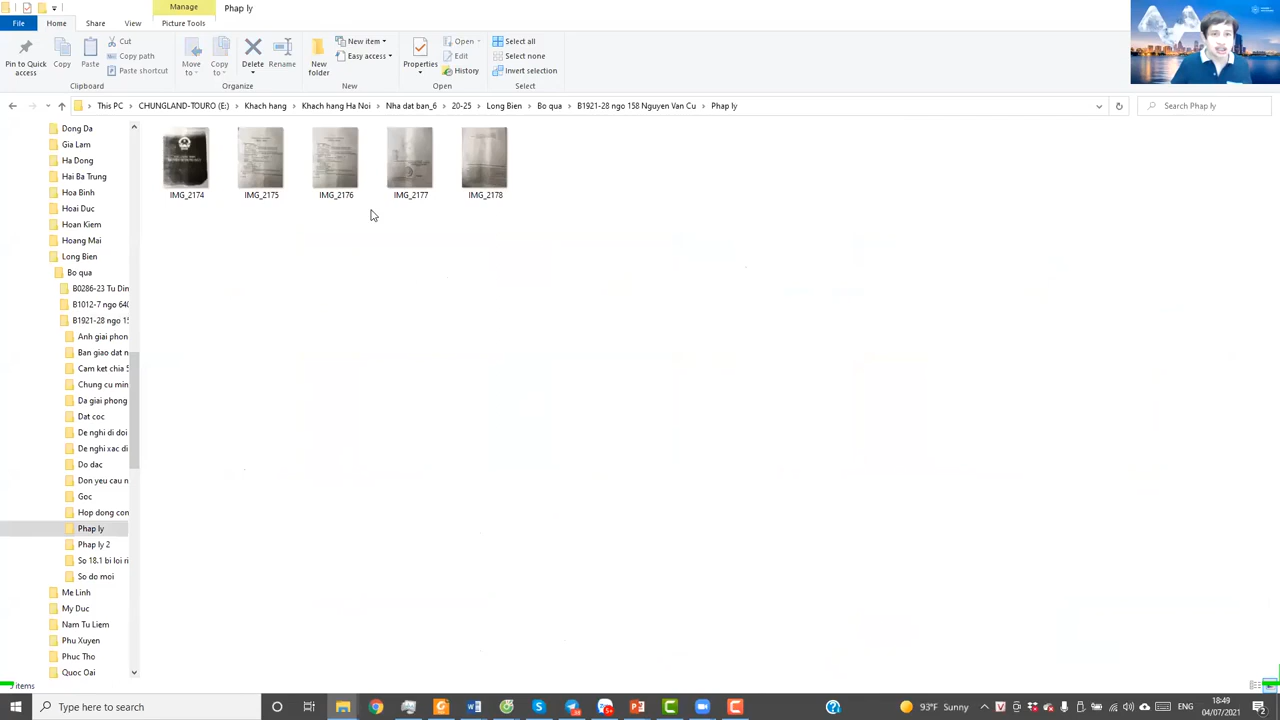 Manage
Phap ly
File
Home
Share
View
Picture Tools
Pin to Quick access
Copy
Paste
Cut
Copy path
Paste shortcut
Clipboard
Move to
Copy to
Delete
Rename
Organize
New folder
New item
Easy access
New
Properties
Open
Edit
History
Open
Select all
Select none
Invert selection
Select
This PC > CHUNGLAND-TOURO (E:) > Khach hang > Khach hang Ha Noi > Nha dat ban_6 > 20-25 > Long Bien > Bo qua > B1921-28 ngo 158 Nguyen Van Cu > Phap ly
Search Phap ly
Dong Da
Gia Lam
Ha Dong
Hai Ba Trung
Hoa Binh
Hoai Duc
Hoan Kiem
Hoang Mai
Long Bien
Bo qua
B0286-23 Tu Din
B1012-7 ngo 640
B1921-28 ngo 15
Anh giai phon
Ban giao dat n
Cam ket chia 5
Chung cu min
Da giai phong
Dat coc
De nghi di doi
De nghi xac di
Do dac
Don yeu cau n
Goc
Hop dong con
Phap ly
Phap ly 2
So 18.1 bi loi ri
So do moi
Me Linh
My Duc
Nam Tu Liem
Phu Xuyen
Phuc Tho
Quoc Oai
IMG_2174
IMG_2175
IMG_2176
IMG_2177
IMG_2178
5 items
Type here to search
93°F Sunny
ENG
18:49
04/07/2021